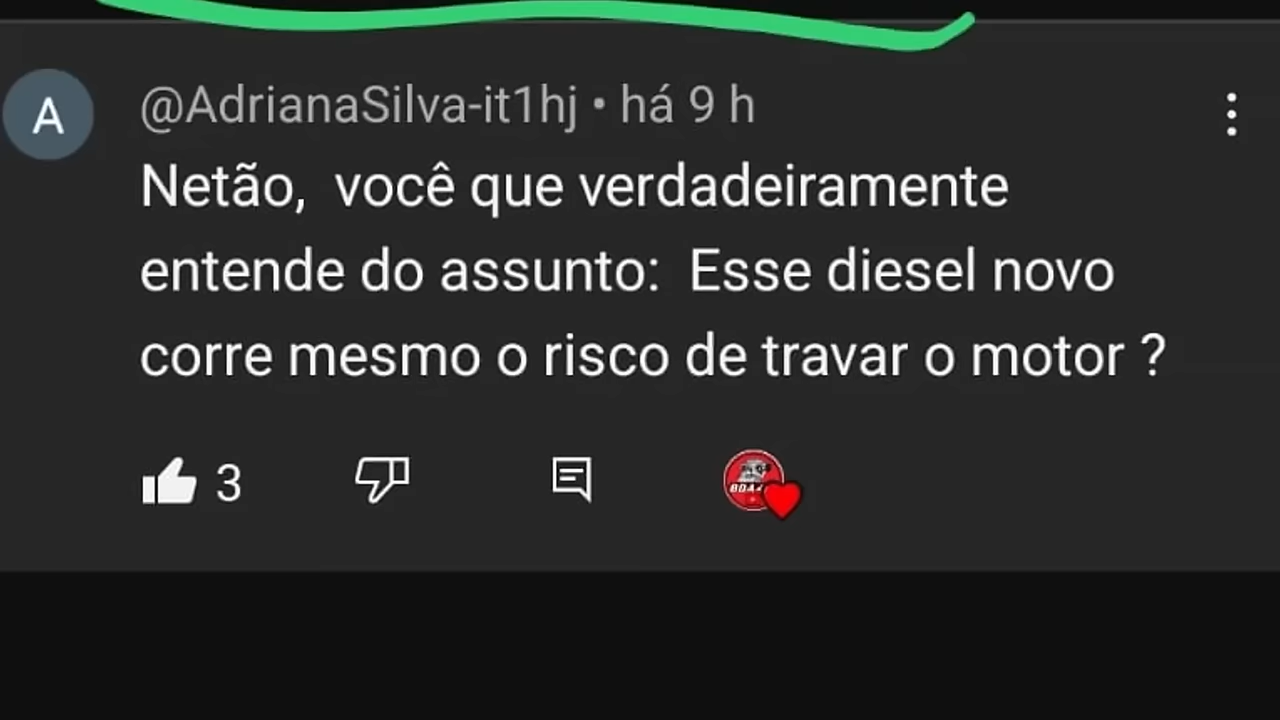 A
@AdrianaSilva-it1hj • há 9 h
Netão,  você que verdadeiramente
entende do assunto:  Esse diesel novo
corre mesmo o risco de travar o motor ?
3